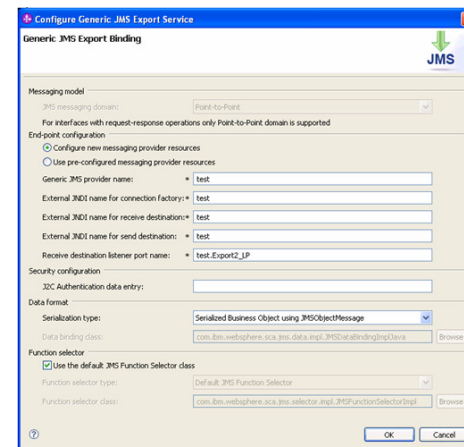 Configure Generic JMS Export Service
Generic JMS Export Binding
JMS
Messaging model
JMS messaging domain: Point-to-Point
For interfaces with request-response operations only Point-to-Point domain is supported
End-point configuration
Configure new messaging provider resources
Use pre-configured messaging provider resources
Generic JMS provider name: * test
External JNDI name for connection factory:* test
External JNDI name for receive destination:* test
External JNDI name for send destination: * test
Receive destination listener port name: * test.Export2_LP
Security configuration
J2C Authentication data entry:
Data format
Serialization type: Serialized Business Object using JMSObjectMessage
Data binding class: com.ibm.websphere.sca.jms.data.impl.JMSDataBindingImplJava Browse
Function selector
Use the default JMS Function Selector class
Function selector type: Default JMS Function Selector
Function selector class: com.ibm.websphere.sca.jms.selector.impl.JMSFunctionSelectorImpl Browse
? OK Cancel